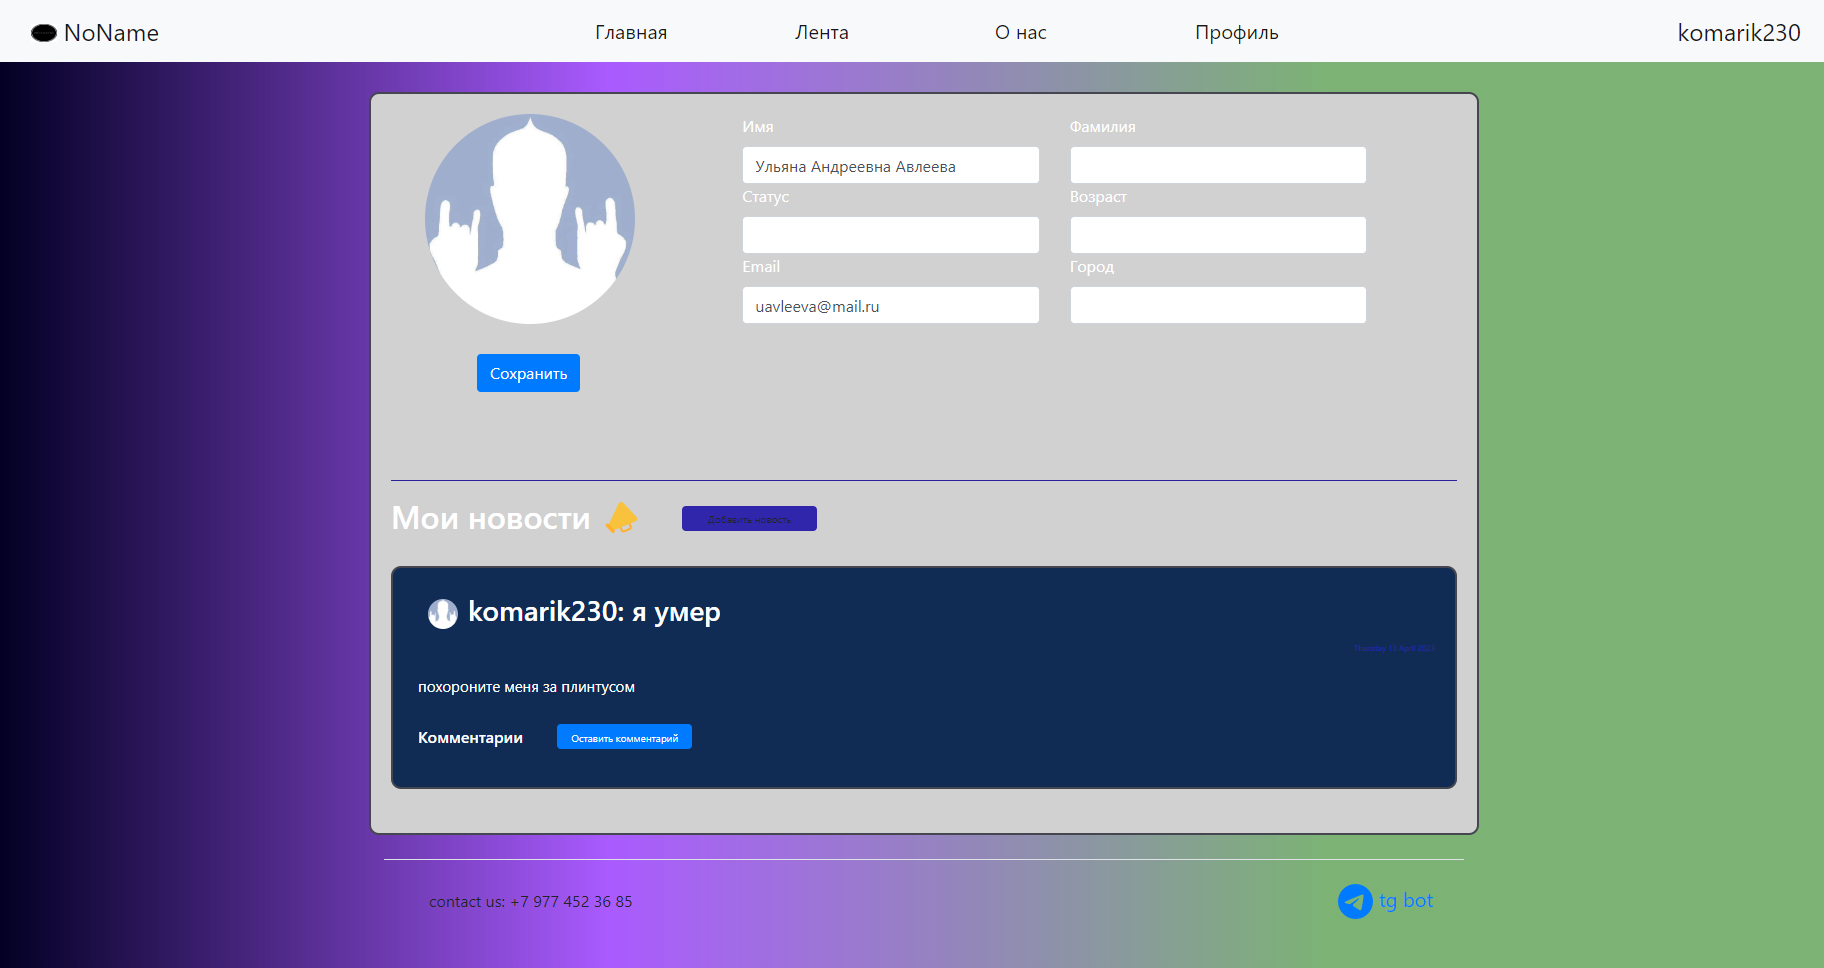 NoName Главная Лента О нас Профиль komarik230
Имя Фамилия
Ульяна Андреевна Авлеева
Статус Возраст
Email Город
uavleeva@mail.ru
Сохранить
Мои новости Добавить новость
komarik230: я умер
похороните меня за плинтусом
Комментарии Оставить комментарий
contact us: +7 977 452 36 85 tg bot